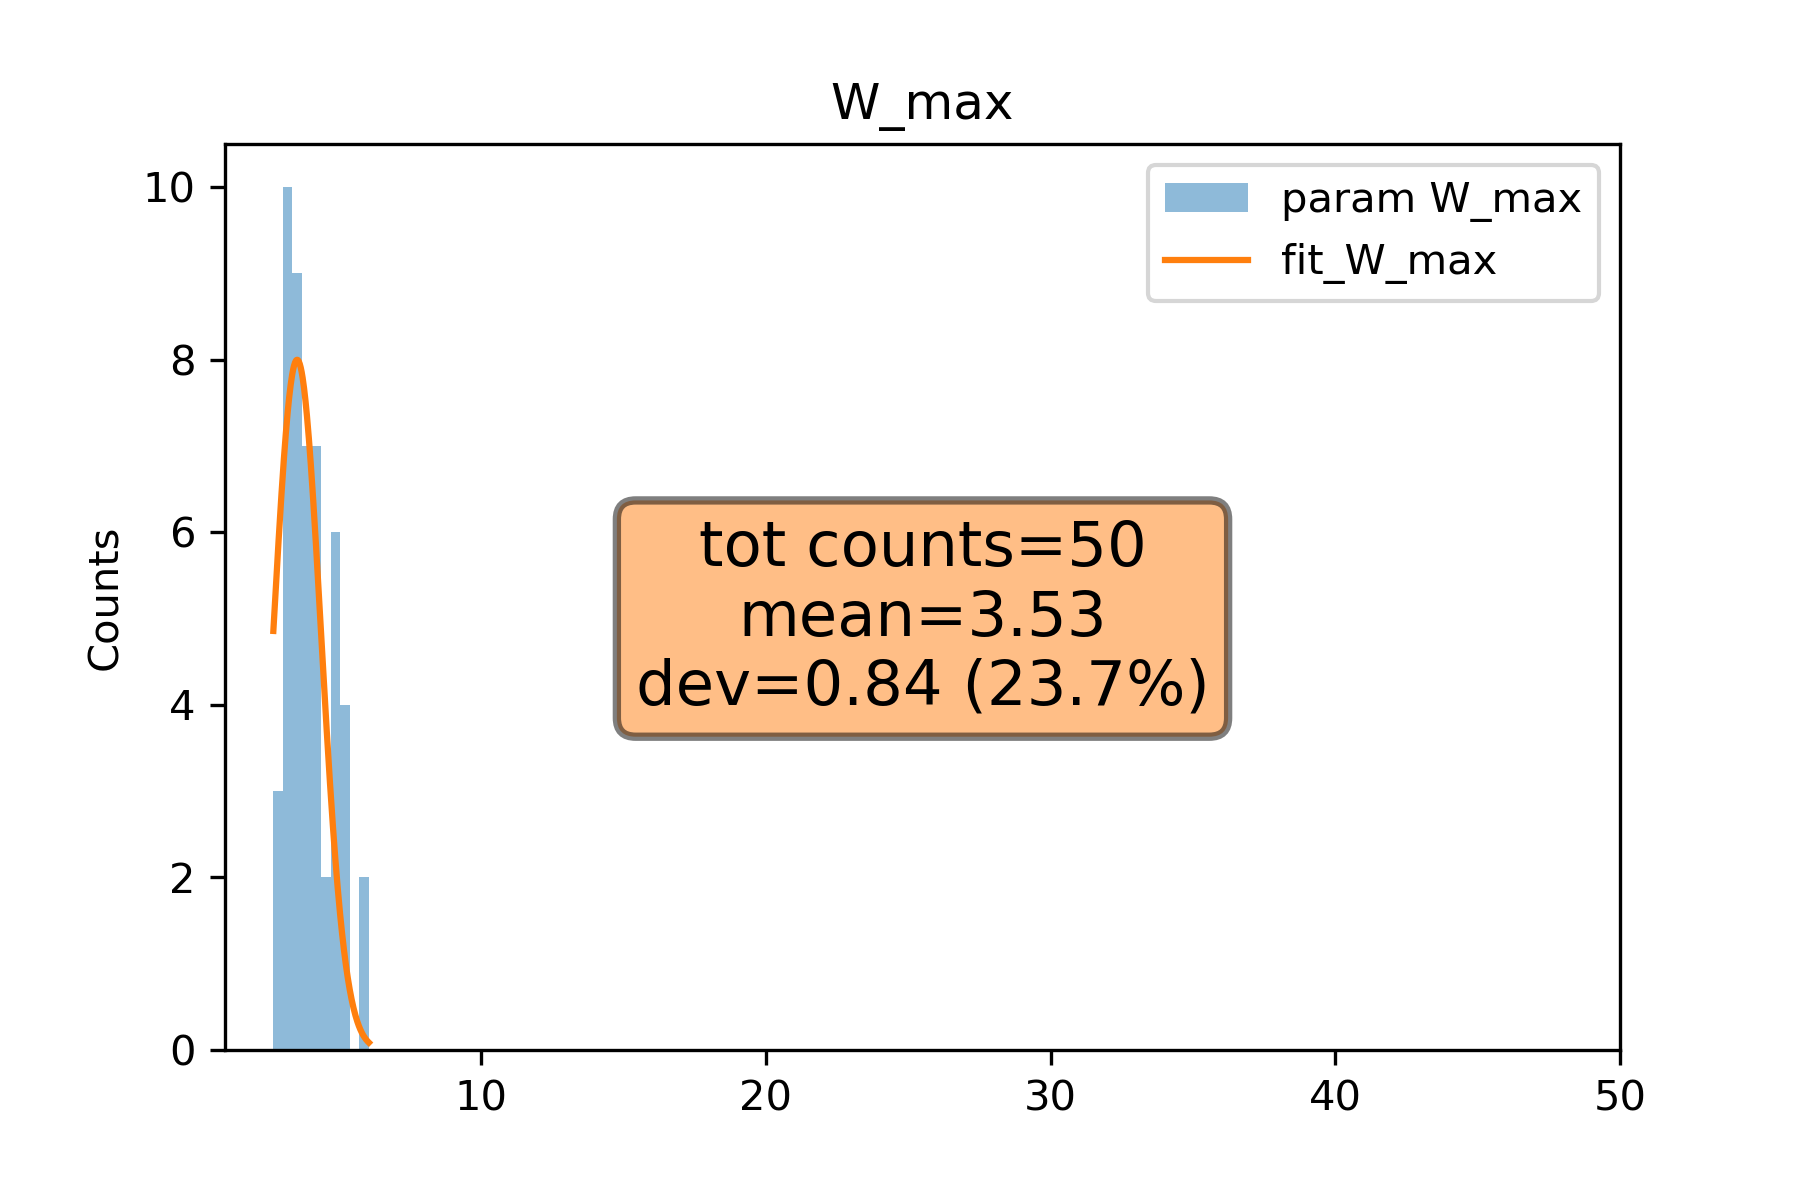 W_max
param W_max
fit_W_max
Counts
10
8
6
4
2
0
tot counts=50
mean=3.53
dev=0.84 (23.7%)
10 20 30 40 50